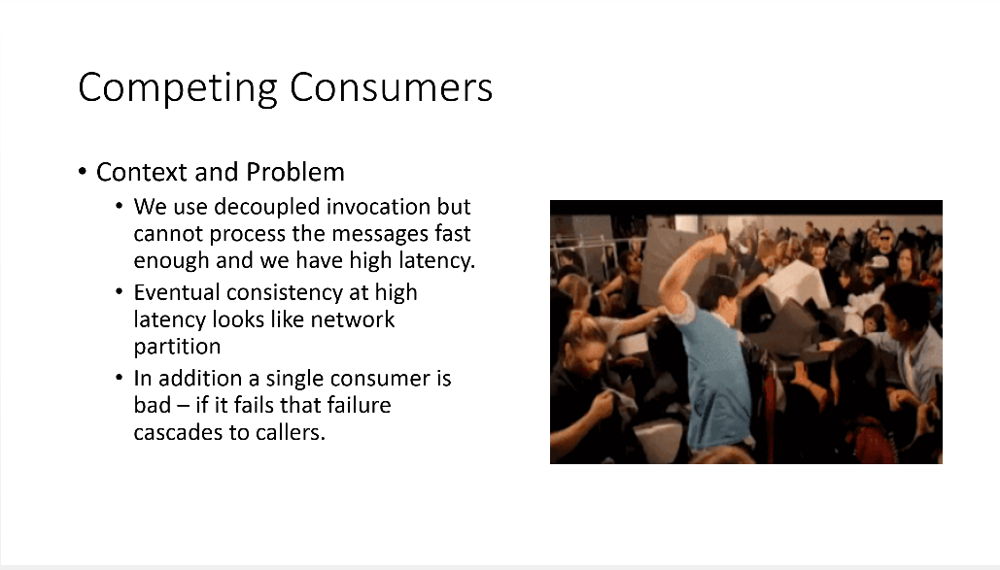 Competing Consumers
• Context and Problem
• We use decoupled invocation but
cannot process the messages fast
enough and we have high latency.
• Eventual consistency at high
latency looks like network
partition
• In addition a single consumer is
bad – if it fails that failure
cascades to callers.